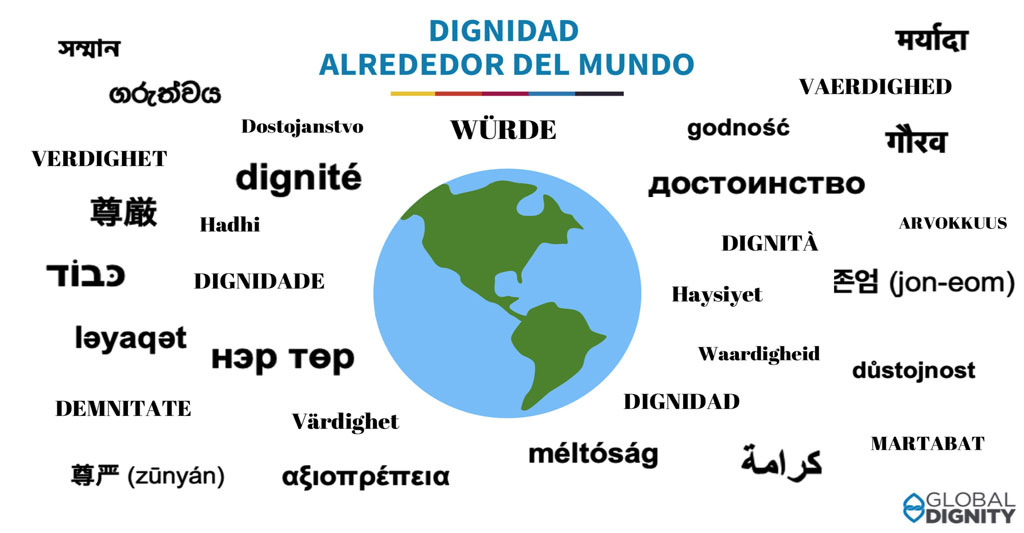 DIGNIDAD
ALREDEDOR DEL MUNDO
সম্মান
मर्यादा
ගරුත්වය
VAERDIGHED
Dostojanstvo
WÜRDE
godność
गौरव
VERDIGHET
dignité
достоинство
尊厳
Hadhi
ARVOKKUUS
DIGNITÀ
כּבוֹד
DIGNIDADE
Haysiyet
존엄 (jon-eom)
ləyaqət
нэр төр
Waardigheid
důstojnost
DEMNITATE
Värdighet
DIGNIDAD
méltóság
كرامة
MARTABAT
尊严 (zūnyán)
αξιοπρέπεια
GLOBAL
DIGNITY